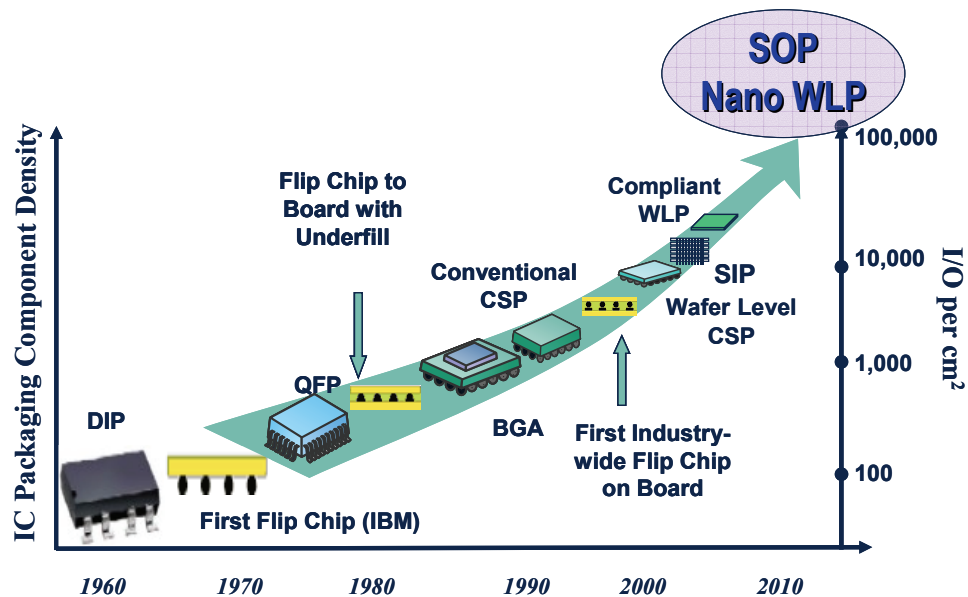 SOP
Nano WLP
IC Packaging Component Density
100,000
Flip Chip to
Board with
Underfill
Compliant
WLP
10,000
I/O per cm2
Conventional
CSP
SIP
Wafer Level
CSP
1,000
QFP
DIP
BGA
First Industry-
wide Flip Chip
on Board
100
First Flip Chip (IBM)
1960
1970
1980
1990
2000
2010